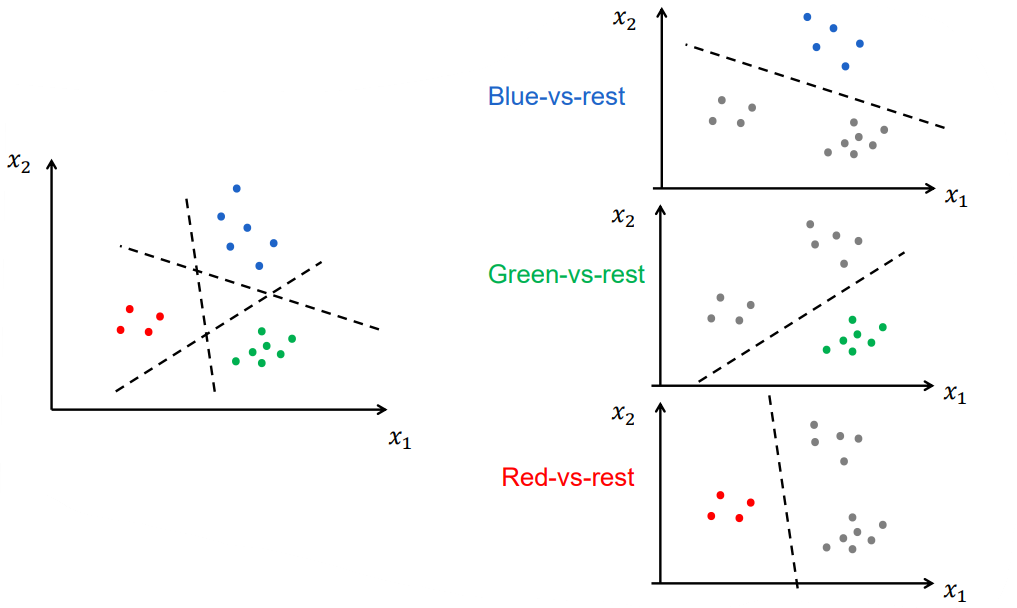 x₂
x₁
x₂
Blue-vs-rest
x₁
x₂
Green-vs-rest
x₁
x₂
Red-vs-rest
x₁